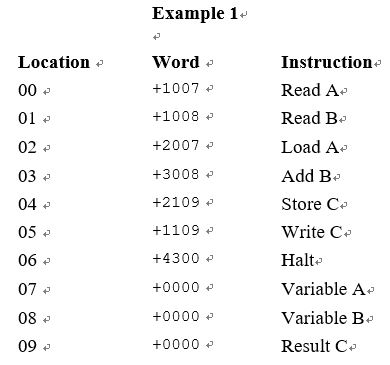 Example 1
Location Word Instruction
00 +1007 Read A
01 +1008 Read B
02 +2007 Load A
03 +3008 Add B
04 +2109 Store C
05 +1109 Write C
06 +4300 Halt
07 +0000 Variable A
08 +0000 Variable B
09 +0000 Result C